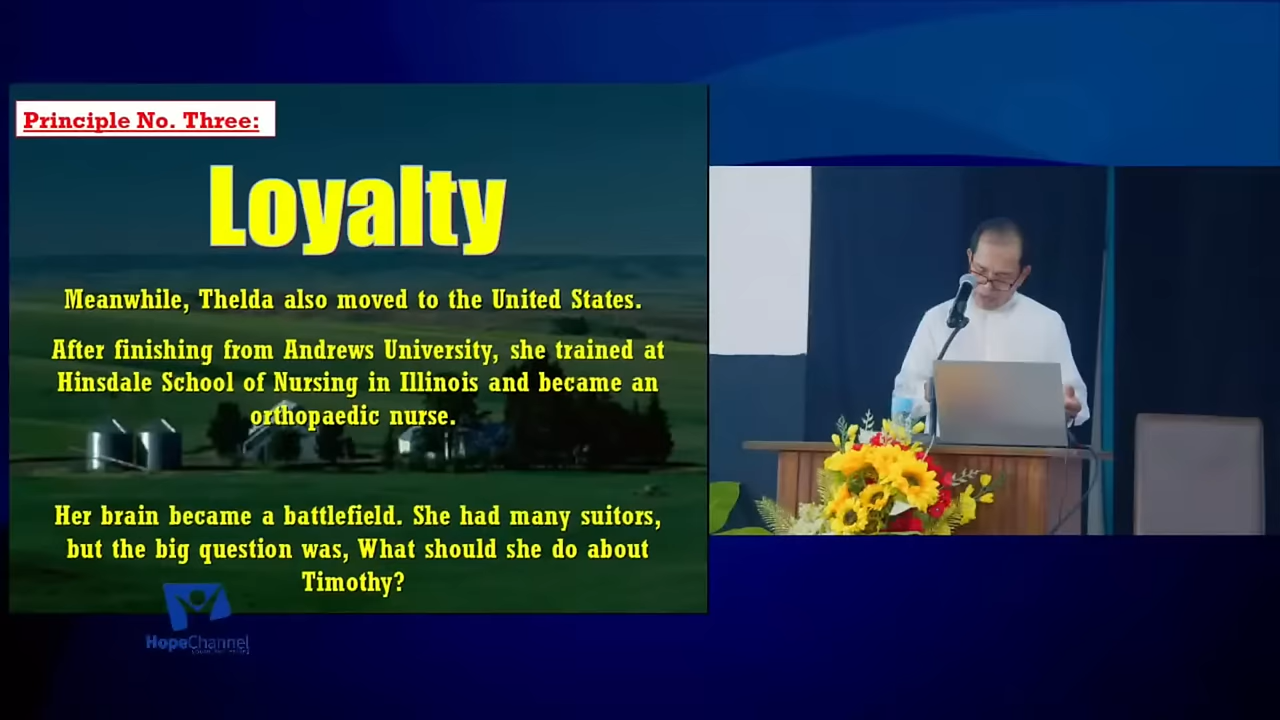 Principle No. Three:
Loyalty
Meanwhile, Thelda also moved to the United States.
After finishing from Andrews University, she trained at
Hinsdale School of Nursing in Illinois and became an
orthopaedic nurse.
Her brain became a battlefield. She had many suitors,
but the big question was, What should she do about
Timothy?
HopeChannel